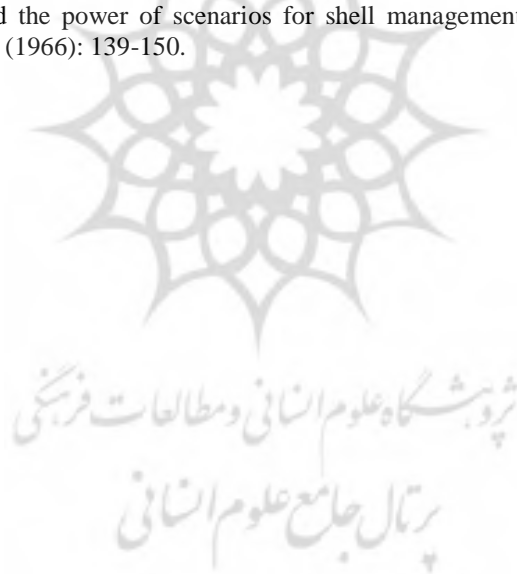 d the power of scenarios for shell management
(1966): 139-150.
پژوهشگاه علوم انسانی و مطالعات فرهنگی
پرتال جامع علوم انسانی